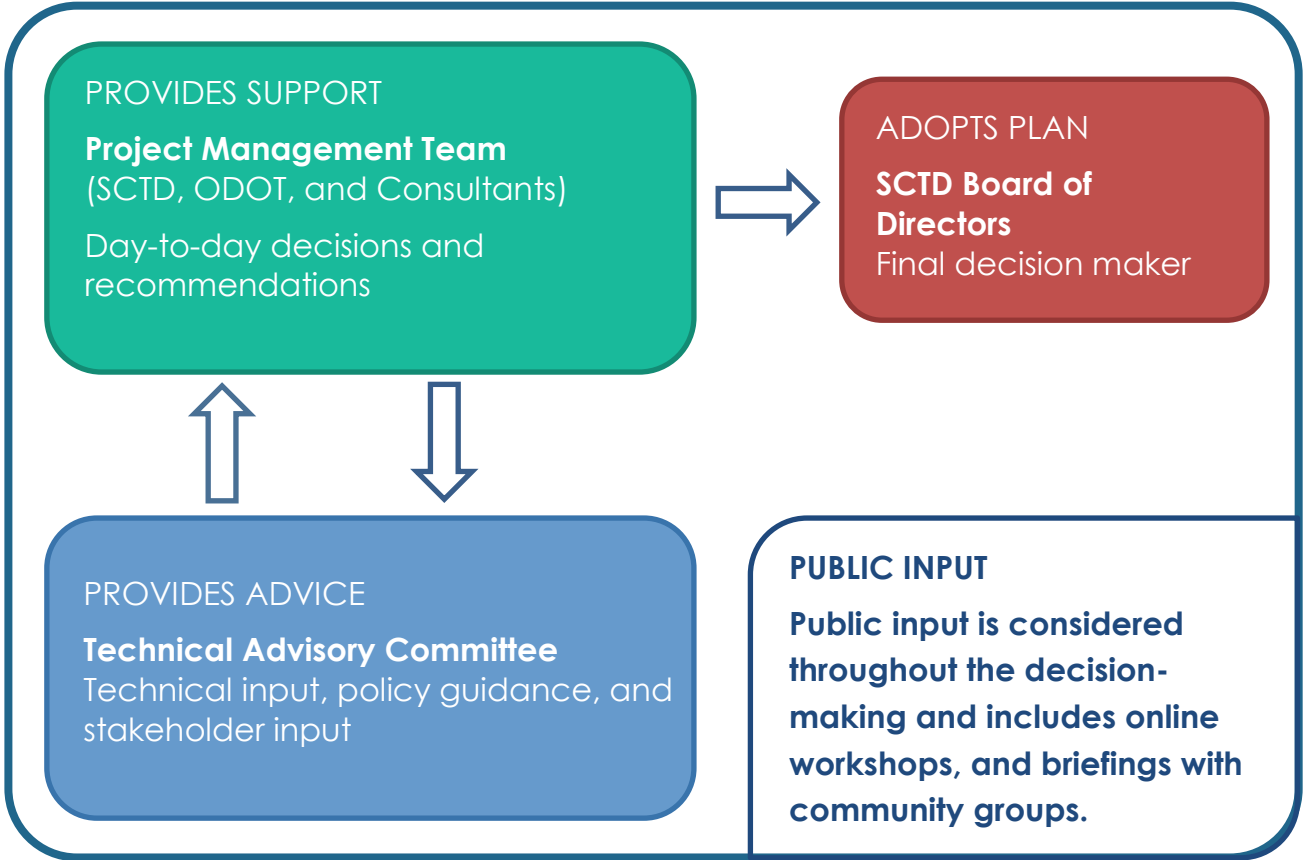 PROVIDES SUPPORT
Project Management Team
(SCTD, ODOT, and Consultants)
Day-to-day decisions and
recommendations
ADOPTS PLAN
SCTD Board of
Directors
Final decision maker
PROVIDES ADVICE
Technical Advisory Committee
Technical input, policy guidance, and
stakeholder input
PUBLIC INPUT
Public input is considered
throughout the decision-
making and includes online
workshops, and briefings with
community groups.